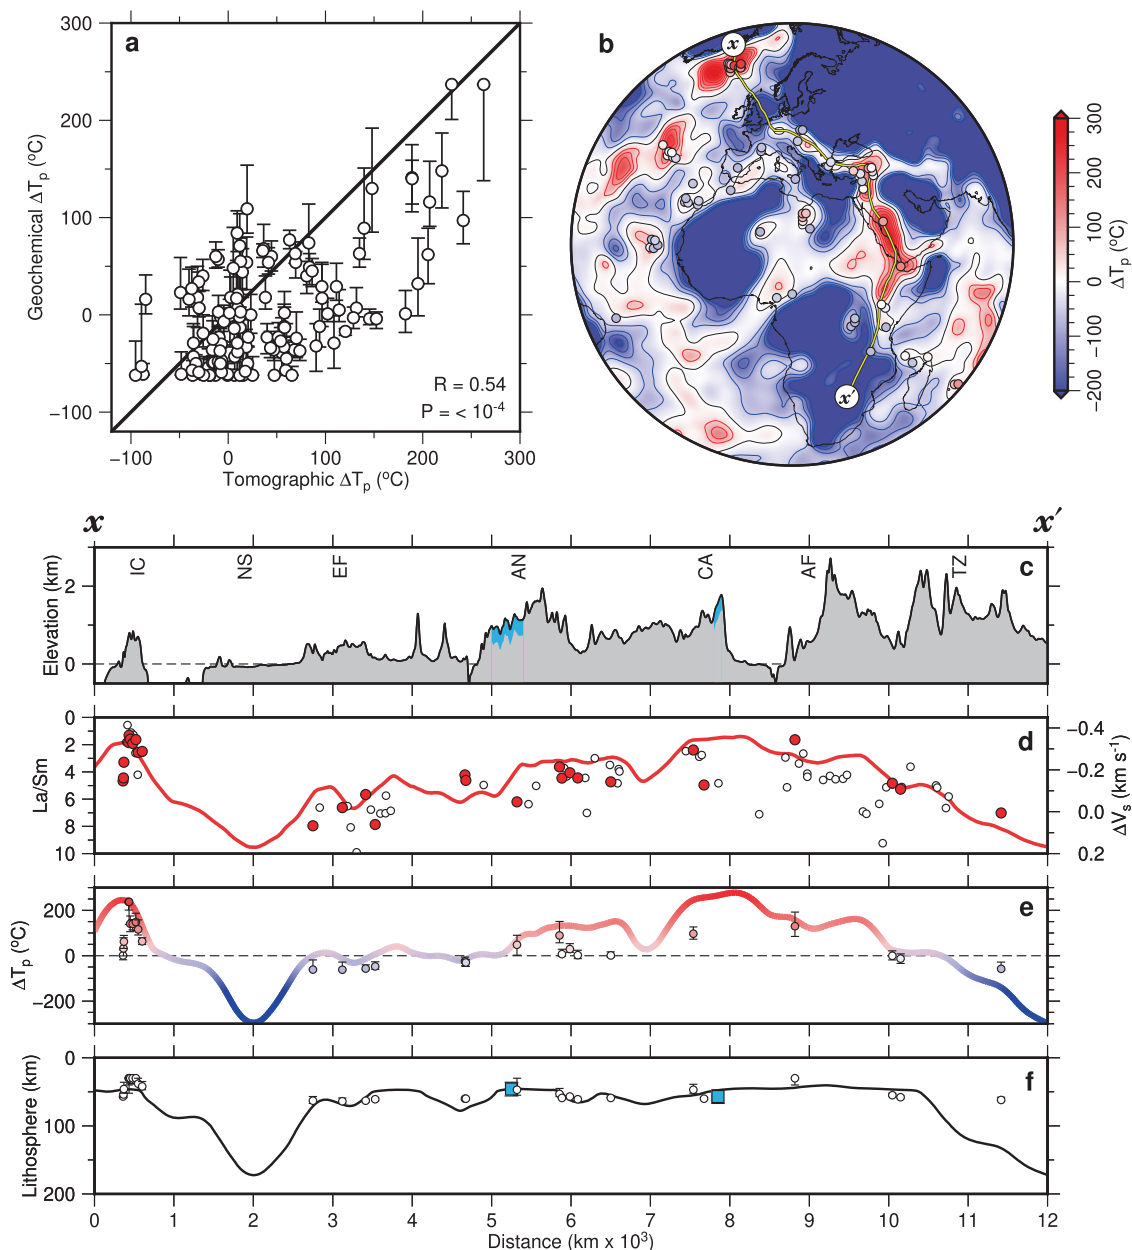 a
300
200
100
0
−100
Geochemical ΔTp (oC)
R = 0.54
P = < 10-4
−100 0 100 200 300
Tomographic ΔTp (oC)
b
x
x′
300
200
100
0
−100
−200
ΔTp (oC)
x x′
IC NS EF AN CA AF TZ
c
2
0
Elevation (km)
d
0
2
4
6
8
10
La/Sm
−0.4
−0.2
0.0
0.2
ΔVs (km s-1)
e
200
0
−200
ΔTp (oC)
f
0
100
200
Lithosphere (km)
0 1 2 3 4 5 6 7 8 9 10 11 12
Distance (km x 103)